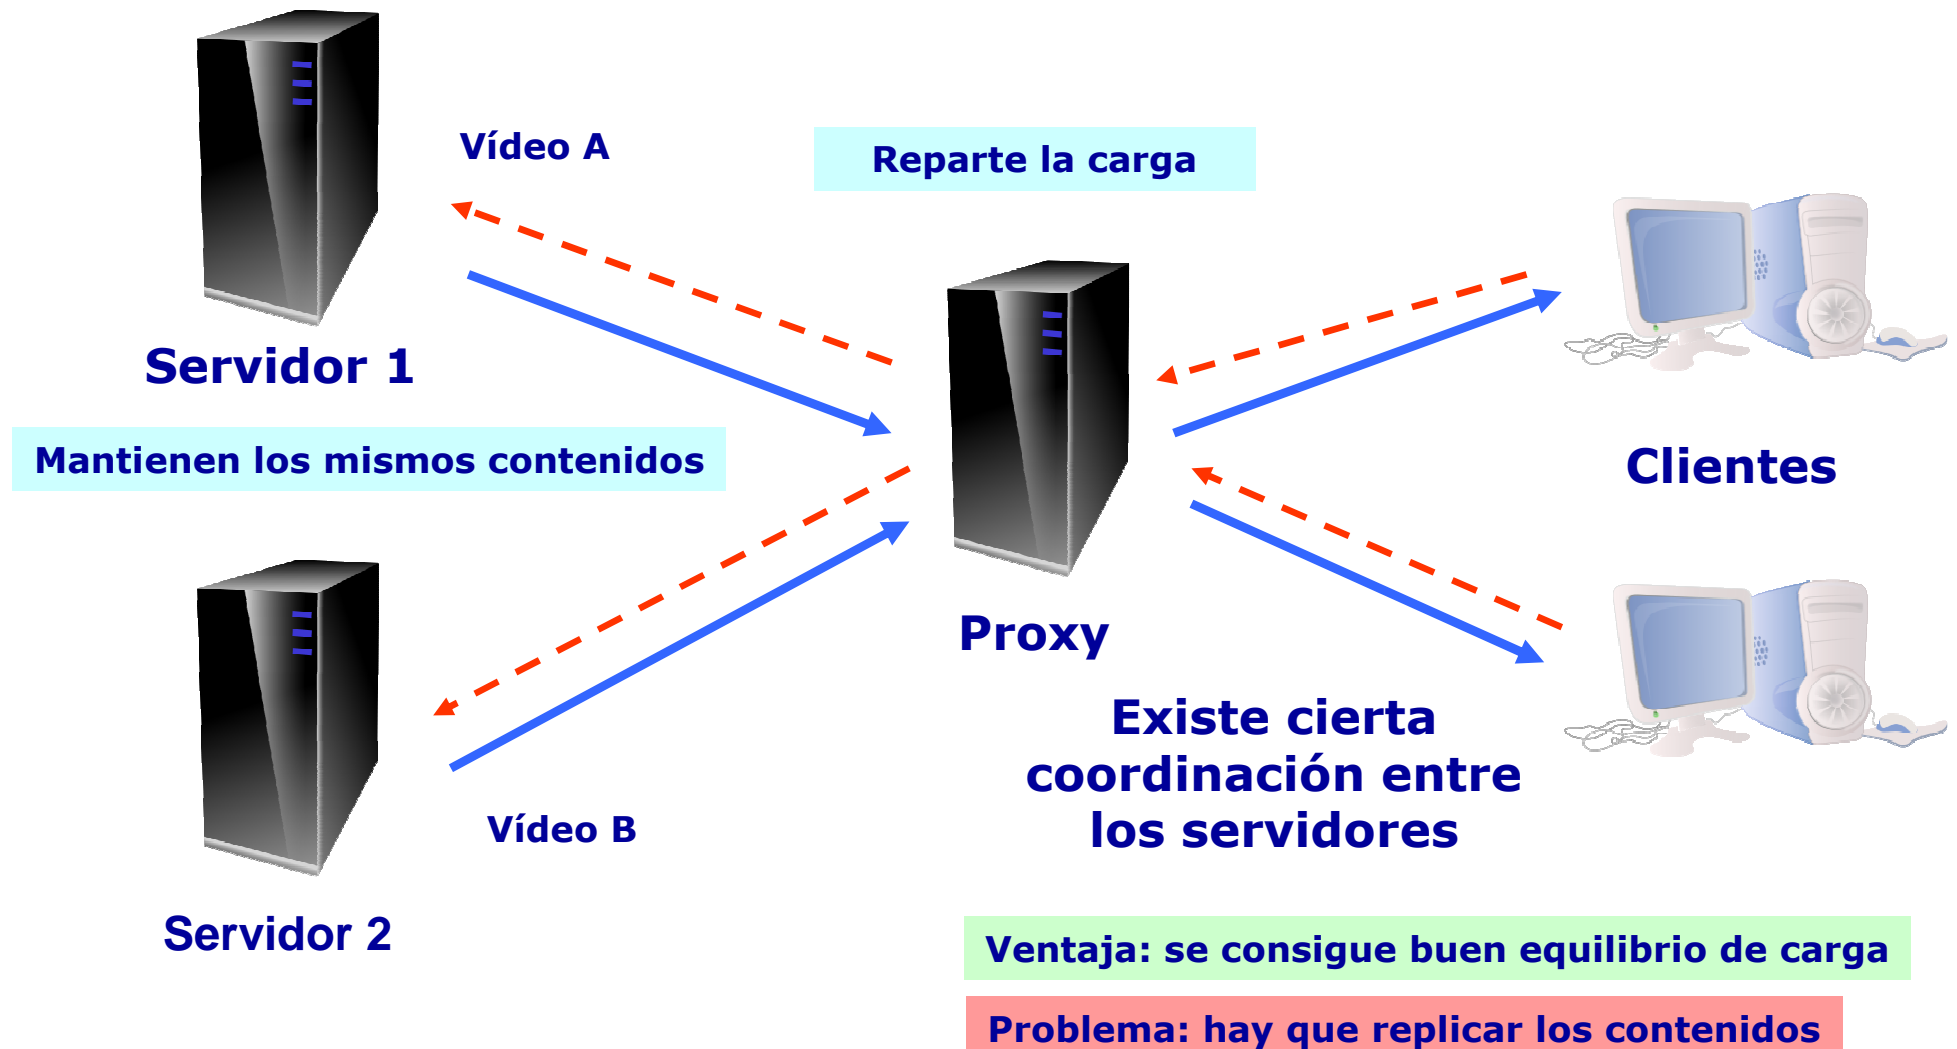 Vídeo A
Reparte la carga
Servidor 1
Mantienen los mismos contenidos
Clientes
Proxy
Existe cierta
coordinación entre
los servidores
Vídeo B
Servidor 2
Ventaja: se consigue buen equilibrio de carga
Problema: hay que replicar los contenidos